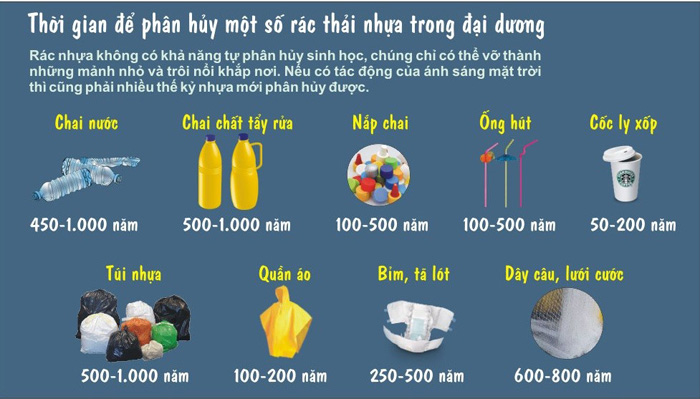 Thời gian để phân hủy một số rác thải nhựa trong đại dương
Rác nhựa không có khả năng tự phân hủy sinh học, chúng chỉ có thể vỡ thành
những mảnh nhỏ và trôi nổi khắp nơi. Nếu có tác động của ánh sáng mặt trời
thì cũng phải nhiều thế kỷ nhựa mới phân hủy được.
Chai nước
450-1.000 năm
Chai chất tẩy rửa
500-1.000 năm
Nắp chai
100-500 năm
Ống hút
100-500 năm
Cốc ly xốp
50-200 năm
Túi nhựa
500-1.000 năm
Quần áo
100-200 năm
Bỉm, tã lót
250-500 năm
Dây câu, lưới cước
600-800 năm